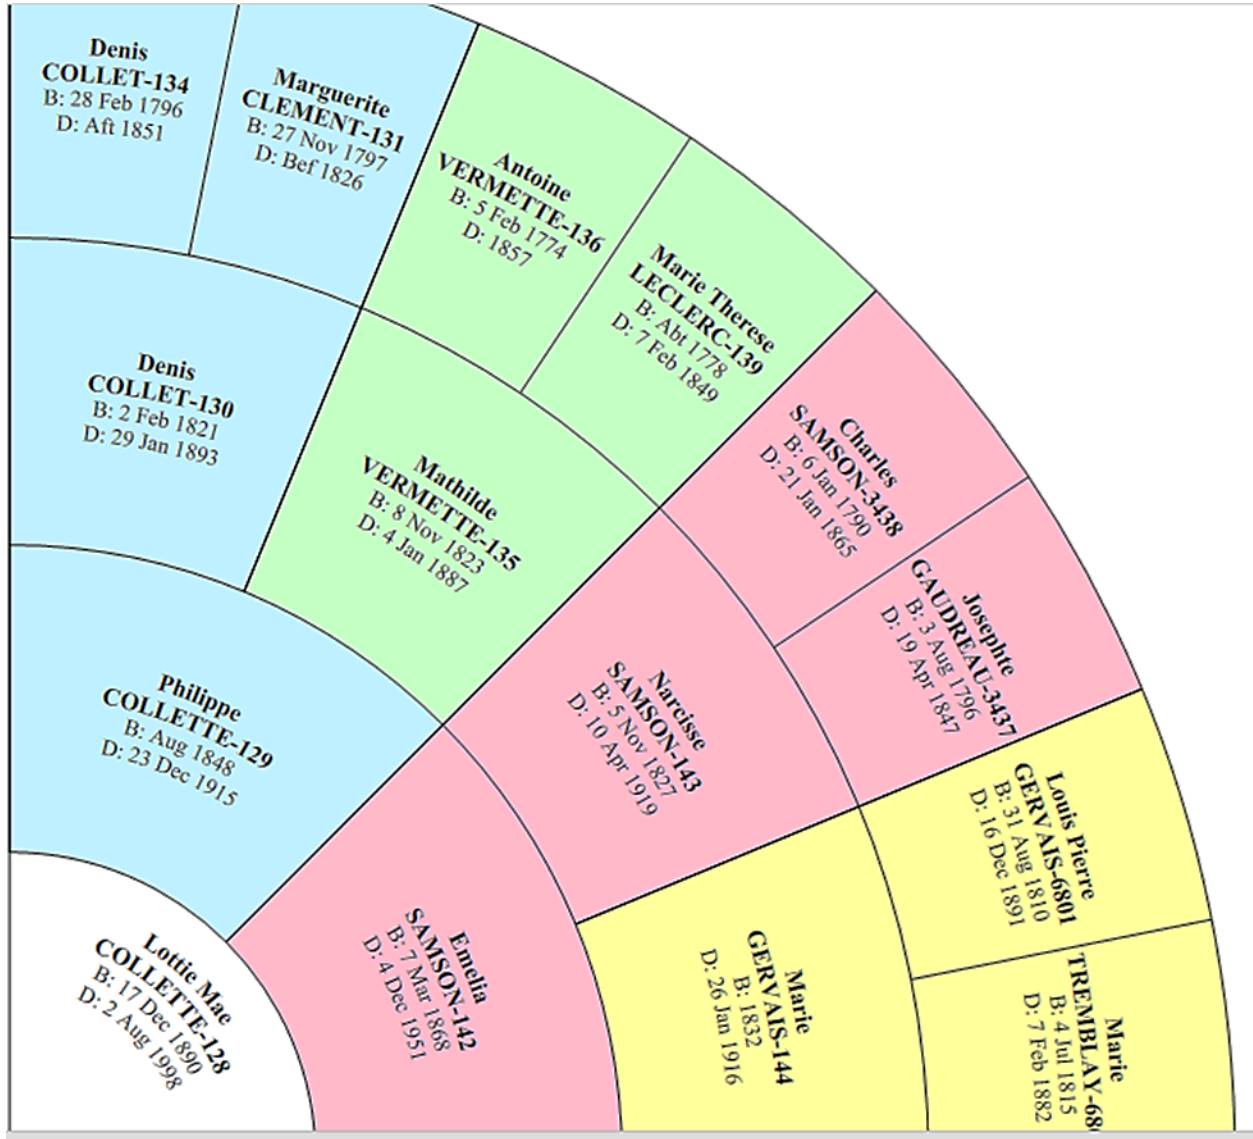 Denis
COLLET-134
B: 28 Feb 1796
D: Aft 1851
Marguerite
CLEMENT-131
B: 27 Nov 1797
D: Bef 1826
Antoine
VERMETTE-136
B: 5 Feb 1774
D: 1857
Marie Therese
LECLERC-139
B: Abt 1778
D: 7 Feb 1849
Charles
SAMSON-3438
B: 6 Jan 1790
D: 21 Jan 1865
Josephte
GAUDREAU-3437
B: 3 Aug 1796
D: 19 Apr 1847
Louis Pierre
GERVAIS-6801
B: 31 Aug 1810
D: 16 Dec 1891
Marie
TREMBLAY-68
B: 4 Jul 1815
D: 7 Feb 1882
Denis
COLLET-130
B: 2 Feb 1821
D: 29 Jan 1893
Mathilde
VERMETTE-135
B: 8 Nov 1823
D: 4 Jan 1887
Narcisse
SAMSON-143
B: 5 Nov 1827
D: 10 Apr 1919
Marie
GERVAIS-144
B: 1832
D: 26 Jan 1916
Philippe
COLLETTE-129
B: Aug 1848
D: 23 Dec 1915
Emelia
SAMSON-142
B: 7 Mar 1868
D: 4 Dec 1951
Lottie Mae
COLLETTE-128
B: 17 Dec 1890
D: 2 Aug 1998